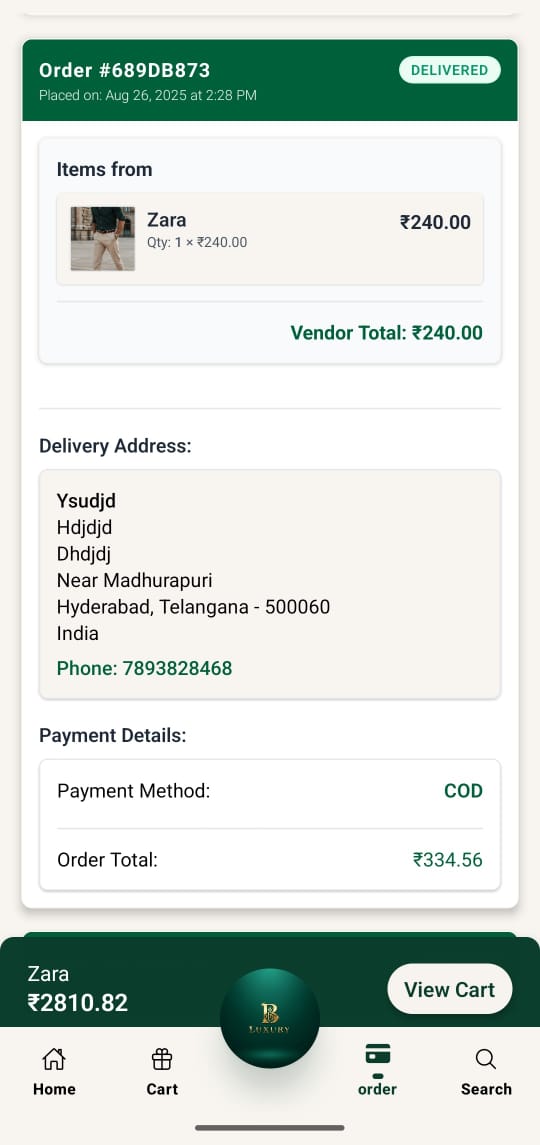 Order #689DB873
DELIVERED
Placed on: Aug 26, 2025 at 2:28 PM
Items from
Zara
₹240.00
Qty: 1 × ₹240.00
Vendor Total: ₹240.00
Delivery Address:
Ysudjd
Hdjdjd
Dhdjdj
Near Madhurapuri
Hyderabad, Telangana - 500060
India
Phone: 7893828468
Payment Details:
Payment Method:
COD
Order Total:
₹334.56
Zara
₹2810.82
B
LUXURY
View Cart
Home
Cart
order
Search